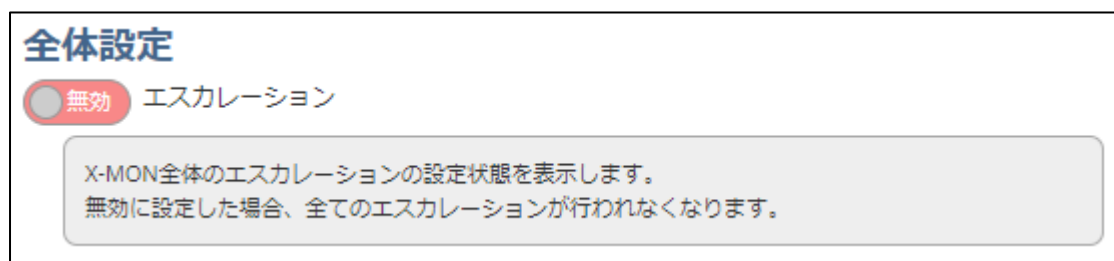 全体設定
無効 エスカレーション
X-MON全体のエスカレーションの設定状態を表示します。
無効に設定した場合、全てのエスカレーションが行われなくなります。